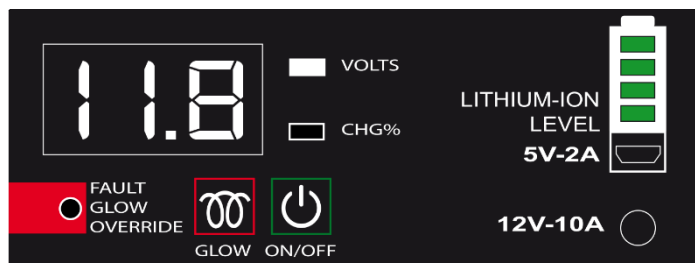 11.8
VOLTS
CHG%
LITHIUM-ION
LEVEL
5V-2A
FAULT
GLOW
OVERRIDE
GLOW
ON/OFF
12V-10A